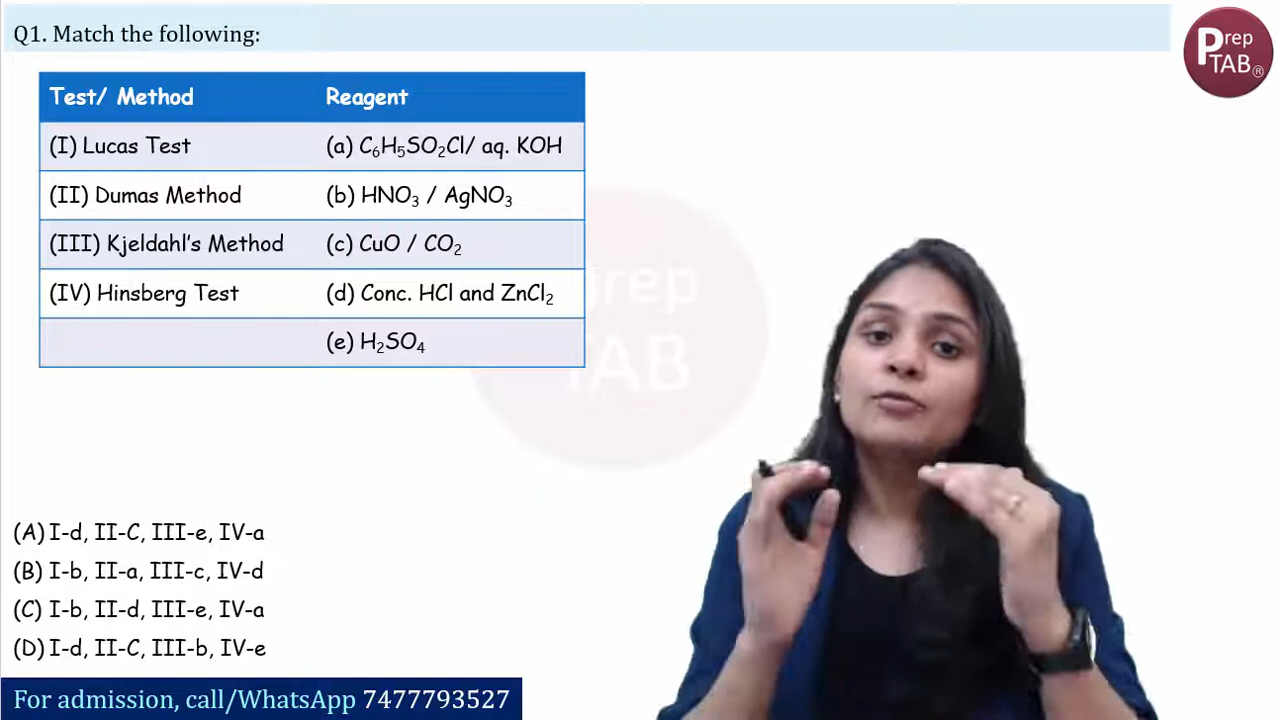 Q1. Match the following:
Prep
TAB®
Test/ Method Reagent
(I) Lucas Test (a) C₆H₅SO₂Cl/ aq. KOH
(II) Dumas Method (b) HNO₃ / AgNO₃
(III) Kjeldahl's Method (c) CuO / CO₂
(IV) Hinsberg Test (d) Conc. HCl and ZnCl₂
(e) H₂SO₄
Prep
TAB
(A) I-d, II-C, III-e, IV-a
(B) I-b, II-a, III-c, IV-d
(C) I-b, II-d, III-e, IV-a
(D) I-d, II-C, III-b, IV-e
For admission, call/WhatsApp 7477793527